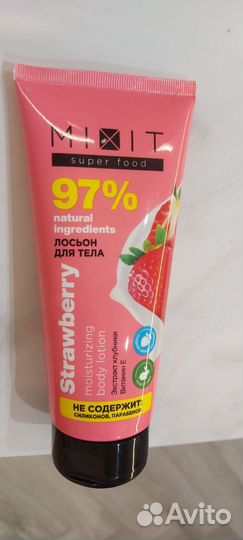 MIXIT
super food
97%
natural
ingredients
ЛОСЬОН
ДЛЯ ТЕЛА
Strawberry
moisturizing
body lotion
Экстракт клубники
Витамин Е
НЕ СОДЕРЖИТ:
СИЛИКОНОВ, ПАРАБЕНОВ
Avito